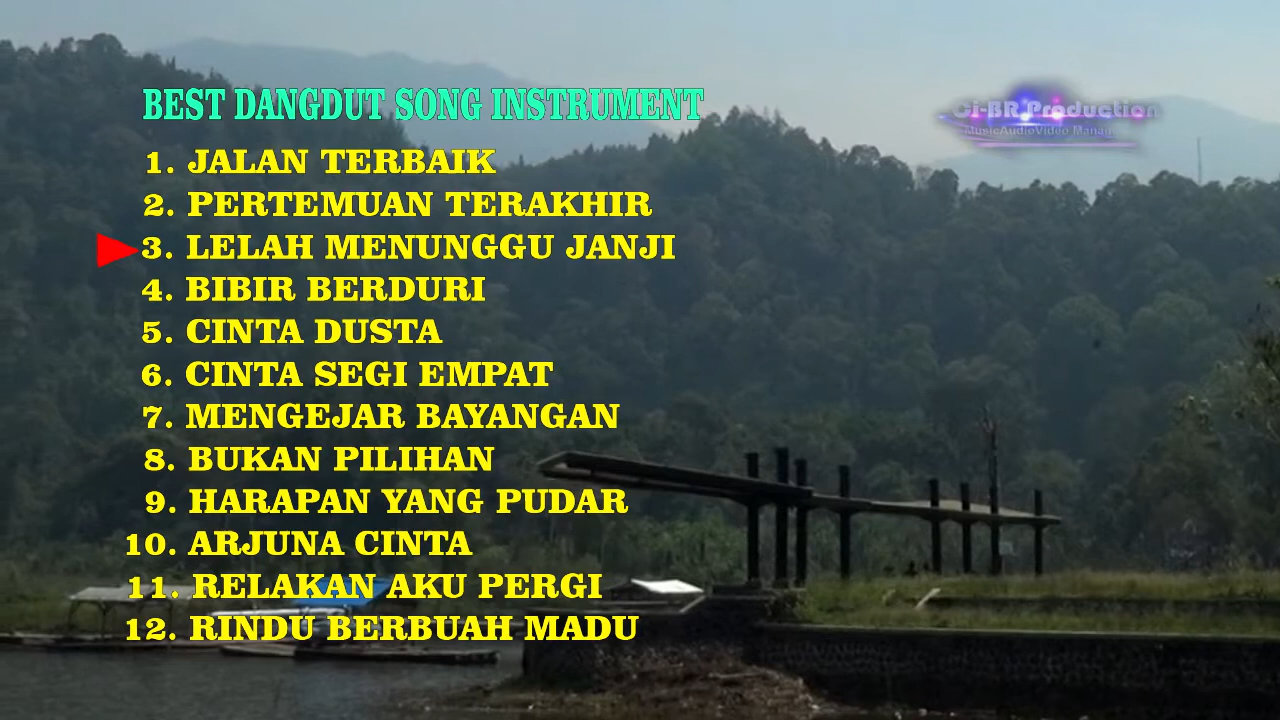 BEST DANGDUT SONG INSTRUMENT
Ci-BR Production
MusicAudioVideo
1. JALAN TERBAIK
2. PERTEMUAN TERAKHIR
3. LELAH MENUNGGU JANJI
4. BIBIR BERDURI
5. CINTA DUSTA
6. CINTA SEGI EMPAT
7. MENGEJAR BAYANGAN
8. BUKAN PILIHAN
9. HARAPAN YANG PUDAR
10. ARJUNA CINTA
11. RELAKAN AKU PERGI
12. RINDU BERBUAH MADU